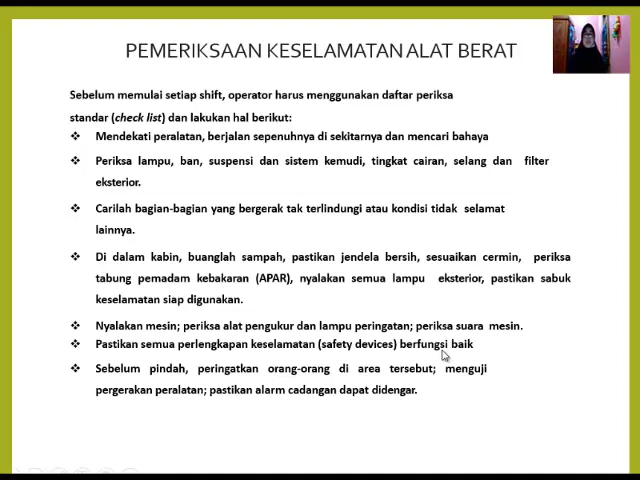 PEMERIKSAAN KESELAMATAN ALAT BERAT
Sebelum memulai setiap shift, operator harus menggunakan daftar periksa
standar (check list) dan lakukan hal berikut:
❖ Mendekati peralatan, berjalan sepenuhnya di sekitarnya dan mencari bahaya
❖ Periksa lampu, ban, suspensi dan sistem kemudi, tingkat cairan, selang dan filter
eksterior.
❖ Carilah bagian-bagian yang bergerak tak terlindungi atau kondisi tidak selamat
lainnya.
❖ Di dalam kabin, buanglah sampah, pastikan jendela bersih, sesuaikan cermin, periksa
tabung pemadam kebakaran (APAR), nyalakan semua lampu eksterior, pastikan sabuk
keselamatan siap digunakan.
❖ Nyalakan mesin; periksa alat pengukur dan lampu peringatan; periksa suara mesin.
❖ Pastikan semua perlengkapan keselamatan (safety devices) berfungsi baik
❖ Sebelum pindah, peringatkan orang-orang di area tersebut; menguji
pergerakan peralatan; pastikan alarm cadangan dapat didengar.